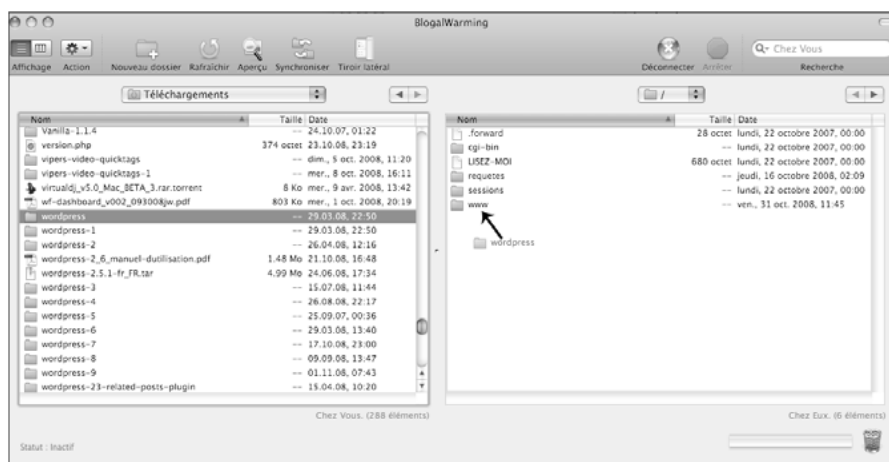 BlogalWarming
Affichage Action Nouveau dossier Rafraîchir Aperçu Synchroniser Tiroir latéral Déconnecter Arrêter Recherche
Chez Vous
Téléchargements
/
Nom Taille Date
Vanilla-1.1.4 -- 24.10.07, 01:22
version.php 374 octet 23.10.08, 23:19
vipers-video-quicktags -- dim., 5 oct. 2008, 11:20
vipers-video-quicktags-1 -- mer., 8 oct. 2008, 16:11
virtualdj_v5.0_Mac_BETA_3.rar.torrent 8 Ko mer., 9 avr. 2008, 13:42
wf-dashboard_v002_093008jw.pdf 803 Ko mer., 1 oct. 2008, 20:19
wordpress -- 29.03.08, 22:50
wordpress-1 -- 29.03.08, 22:50
wordpress-2 -- 26.04.08, 12:16
wordpress-2_6_manuel-dutilisation.pdf 1.48 Mo 21.10.08, 16:48
wordpress-2.5.1-fr_FR.tar 4.99 Mo 24.06.08, 17:34
wordpress-3 -- 15.07.08, 11:44
wordpress-4 -- 26.08.08, 22:17
wordpress-5 -- 25.09.07, 00:36
wordpress-6 -- 29.03.08, 13:40
wordpress-7 -- 17.10.08, 23:00
wordpress-8 -- 09.09.08, 13:47
wordpress-9 -- 01.11.08, 07:43
wordpress-23-related-posts-plugin -- 15.04.08, 10:20
Chez Vous. (288 éléments)
Nom Taille Date
.forward 28 octet lundi, 22 octobre 2007, 00:00
cgi-bin -- lundi, 22 octobre 2007, 00:00
LISEZ-MOI 680 octet lundi, 22 octobre 2007, 00:00
requetes -- jeudi, 16 octobre 2008, 02:09
sessions -- lundi, 22 octobre 2007, 00:00
www -- ven., 31 oct. 2008, 11:45
wordpress
Chez Eux. (6 éléments)
Statut : Inactif